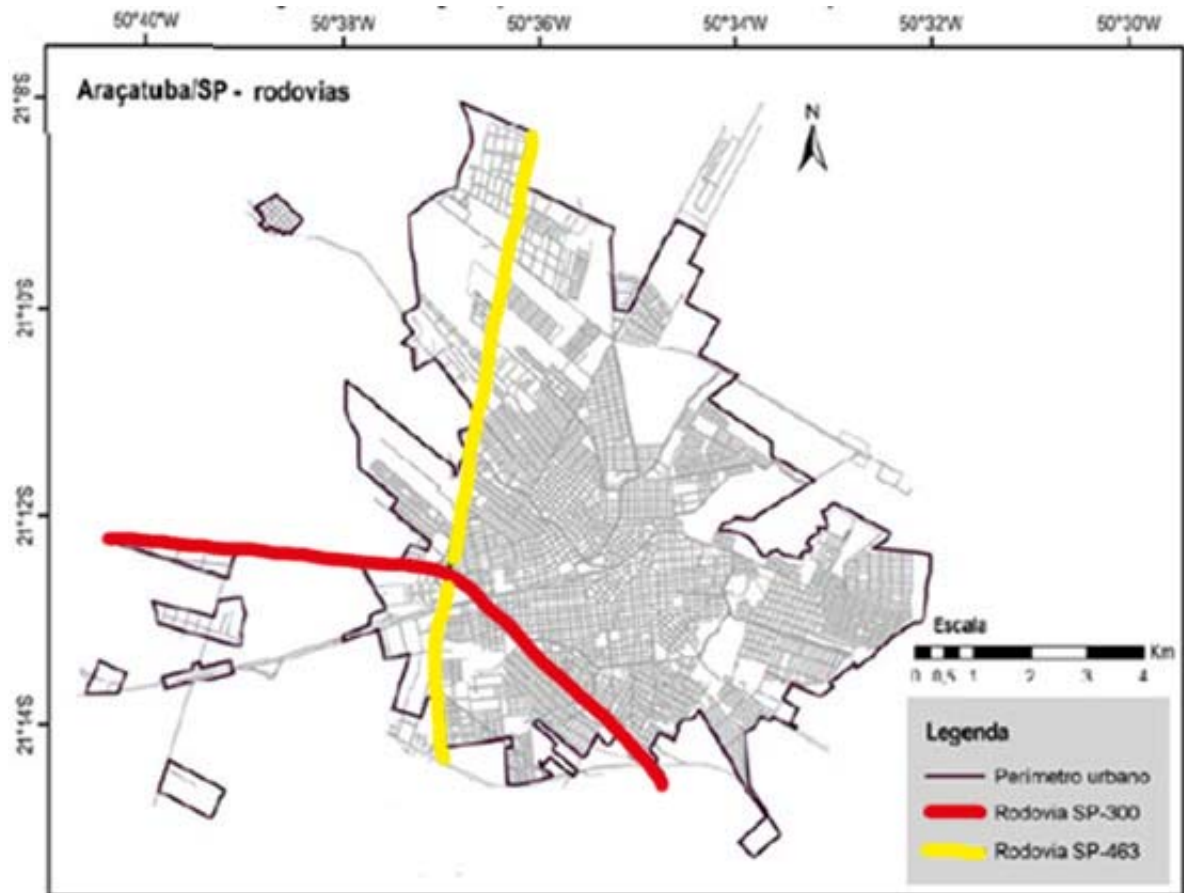 50°40'W 50°38'W 50°36'W 50°34'W 50°32'W 50°30'W
21°8'S
21°10'S
21°12'S
21°14'S
Araçatuba/SP - rodovias
N
Escala
Km
0 0,5 1 2 3 4
Legenda
Perímetro urbano
Rodovia SP-300
Rodovia SP-463